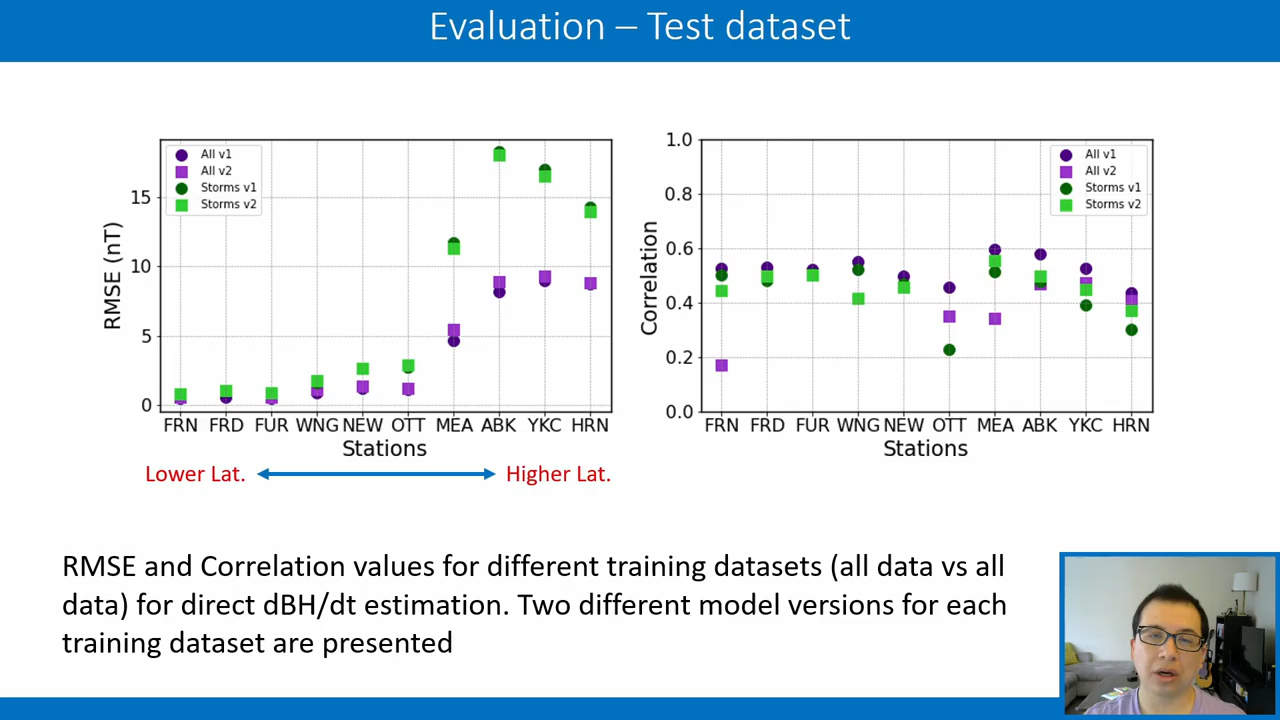 Evaluation – Test dataset
All v1
All v2
Storms v1
Storms v2
15
10
5
0
RMSE (nT)
FRN FRD FUR WNG NEW OTT MEA ABK YKC HRN
Stations
Lower Lat.
Higher Lat.
All v1
All v2
Storms v1
Storms v2
1.0
0.8
0.6
0.4
0.2
0.0
Correlation
FRN FRD FUR WNG NEW OTT MEA ABK YKC HRN
Stations
RMSE and Correlation values for different training datasets (all data vs all
data) for direct dBH/dt estimation. Two different model versions for each
training dataset are presented